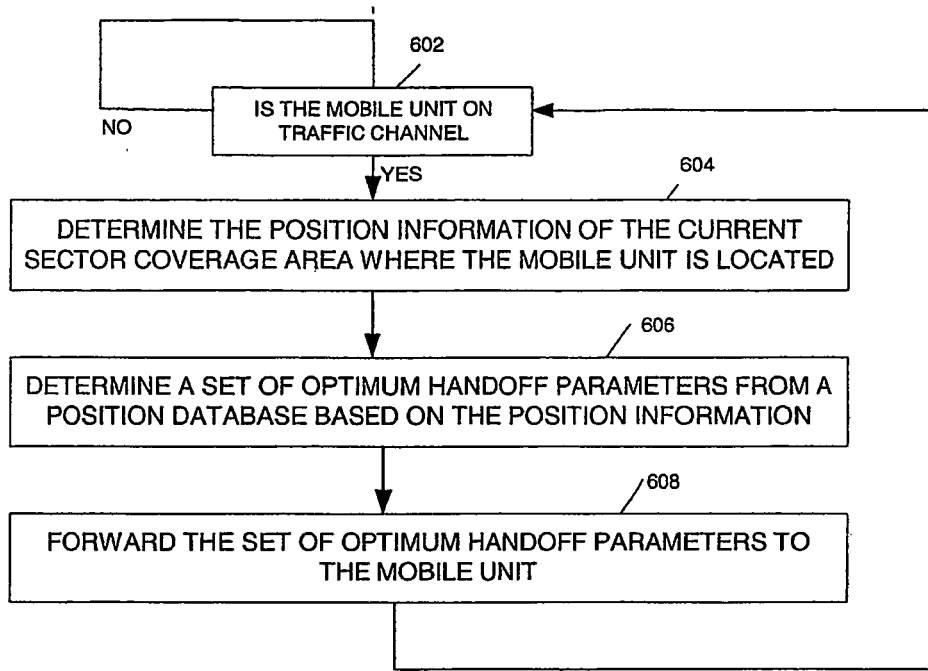 602
IS THE MOBILE UNIT ON
TRAFFIC CHANNEL
NO
YES
604
DETERMINE THE POSITION INFORMATION OF THE CURRENT
SECTOR COVERAGE AREA WHERE THE MOBILE UNIT IS LOCATED
606
DETERMINE A SET OF OPTIMUM HANDOFF PARAMETERS FROM A
POSITION DATABASE BASED ON THE POSITION INFORMATION
608
FORWARD THE SET OF OPTIMUM HANDOFF PARAMETERS TO
THE MOBILE UNIT